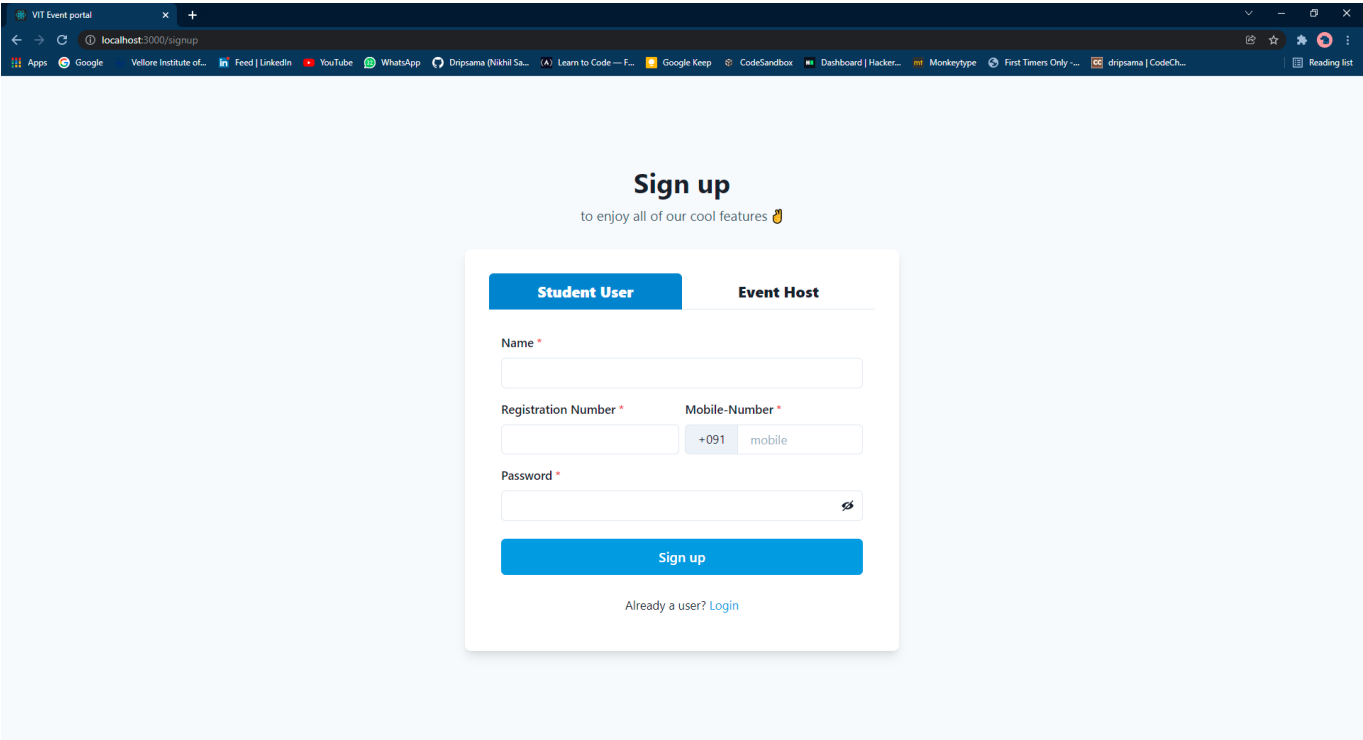 VIT Event portal
localhost:3000/signup
Apps Google Vellore Institute of... Feed | LinkedIn YouTube WhatsApp Dripsama (Nikhil Sa... Learn to Code — F... Google Keep CodeSandbox Dashboard | Hacker... Monkeytype First Timers Only -... dripsama | CodeCh... Reading list
Sign up
to enjoy all of our cool features ✌
Student User Event Host
Name *
Registration Number * Mobile-Number *
+091 mobile
Password *
Sign up
Already a user? Login